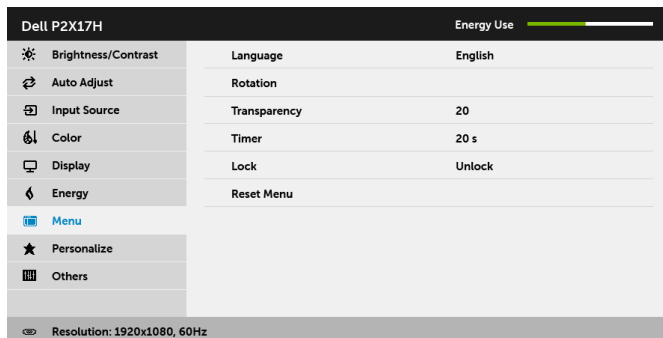 Dell P2X17H Energy Use
Brightness/Contrast Language English
Auto Adjust Rotation
Input Source Transparency 20
Color Timer 20 s
Display Lock Unlock
Energy Reset Menu
Menu
Personalize
Others
Resolution: 1920x1080, 60Hz